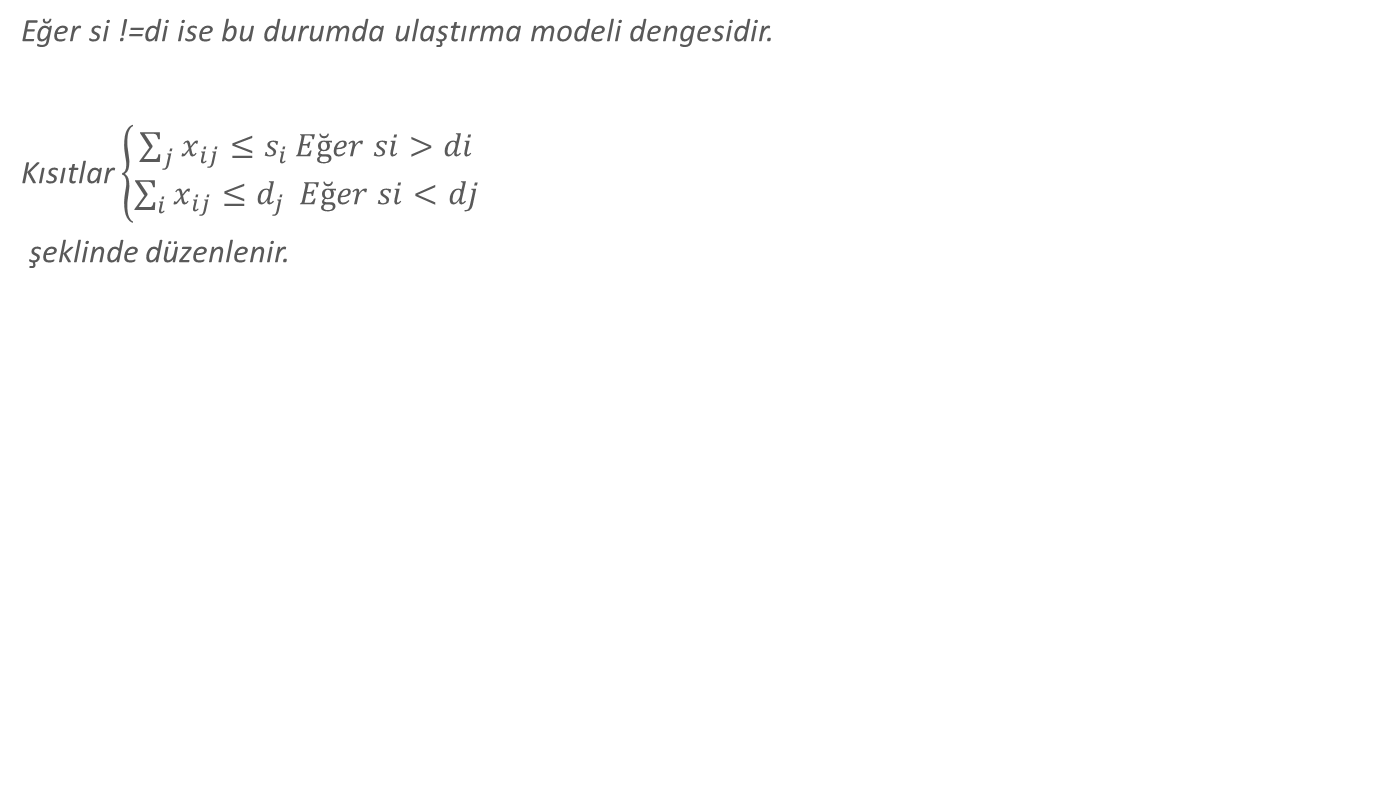 Eğer si !=di ise bu durumda ulaştırma modeli dengesidir.
Kısıtlar { ∑j xij ≤ si Eğer si > di
∑i xij ≤ dj Eğer si < dj
şeklinde düzenlenir.